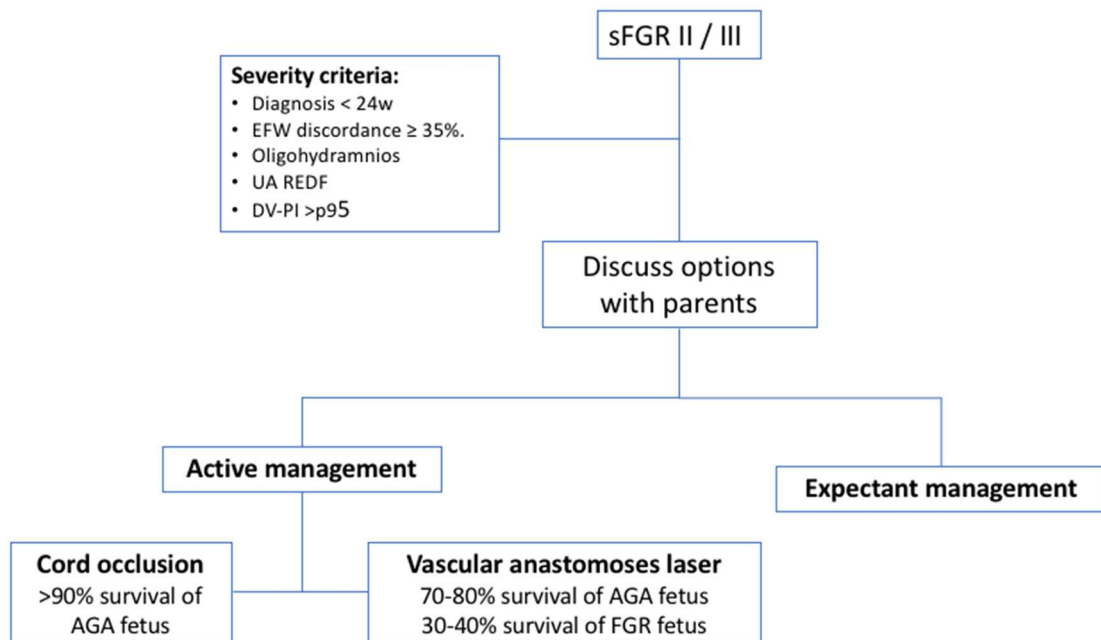 sFGR II / III
Severity criteria:
• Diagnosis < 24w
• EFW discordance ≥ 35%.
• Oligohydramnios
• UA REDF
• DV-PI >p95
Discuss options
with parents
Active management
Expectant management
Cord occlusion
>90% survival of
AGA fetus
Vascular anastomoses laser
70-80% survival of AGA fetus
30-40% survival of FGR fetus